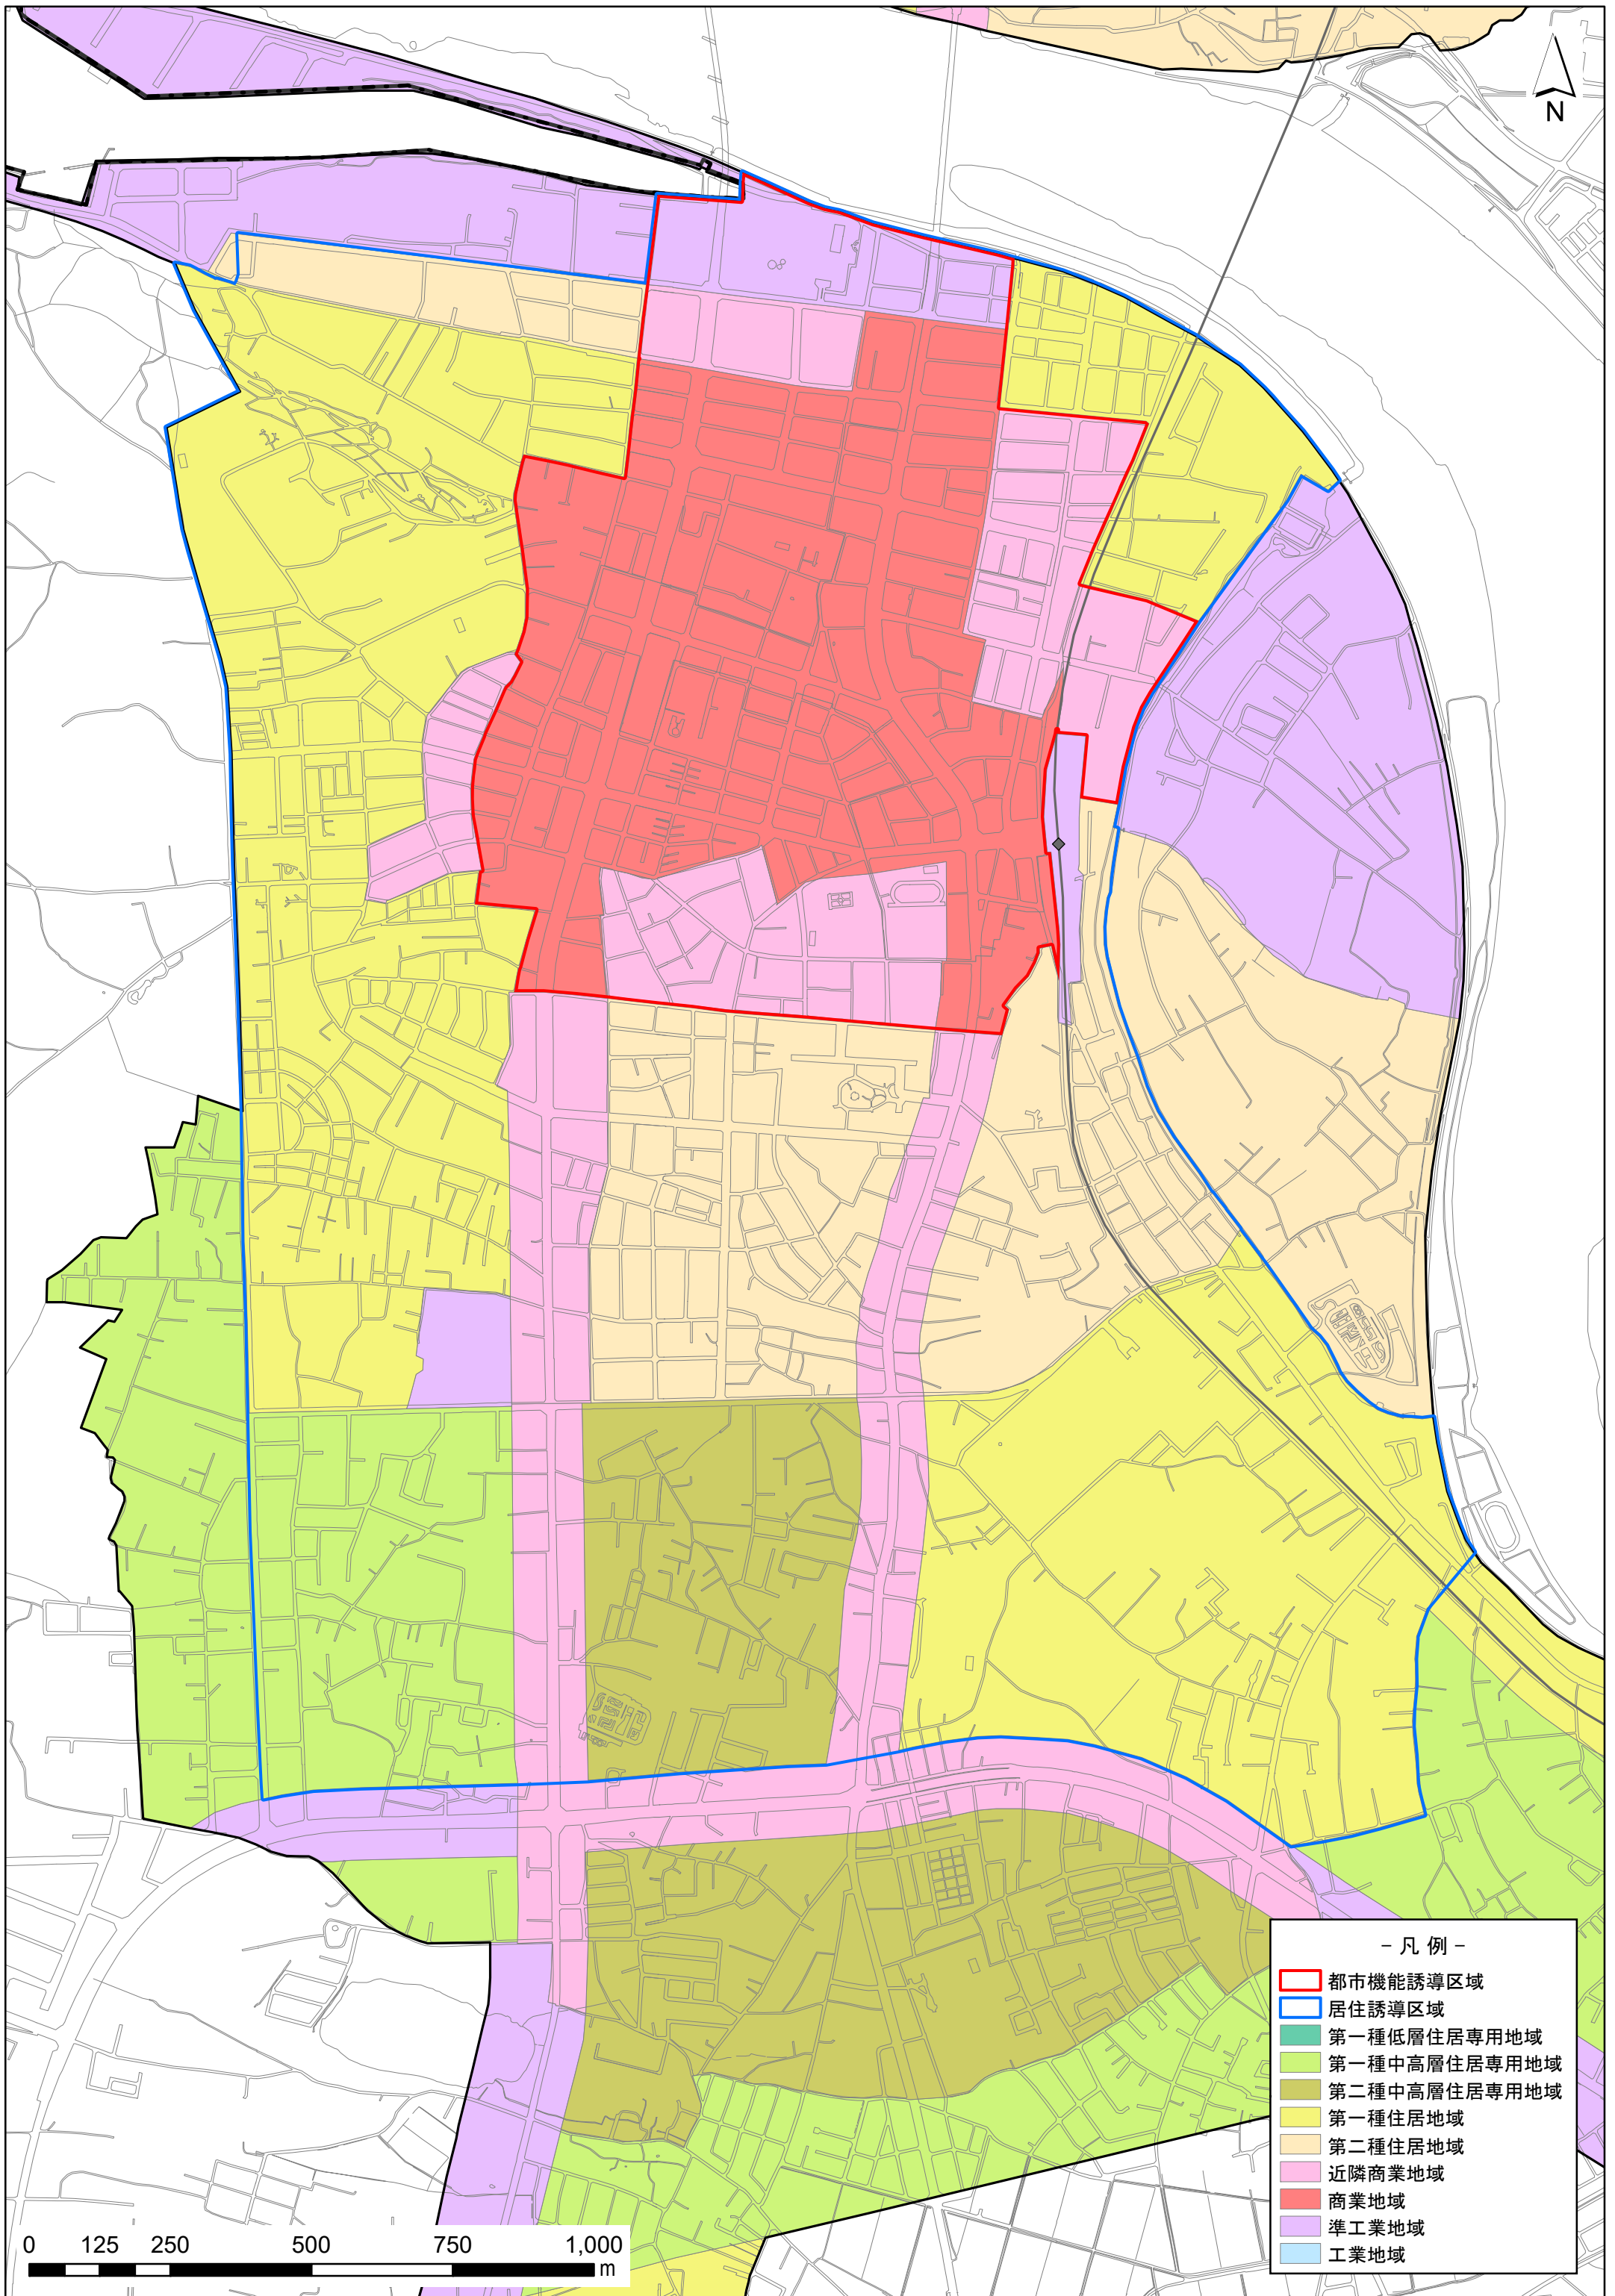 N
- 凡 例 -
都市機能誘導区域
居住誘導区域
第一種低層住居専用地域
第一種中高層住居専用地域
第二種中高層住居専用地域
第一種住居地域
第二種住居地域
近隣商業地域
商業地域
準工業地域
工業地域
0 125 250 500 750 1,000
m